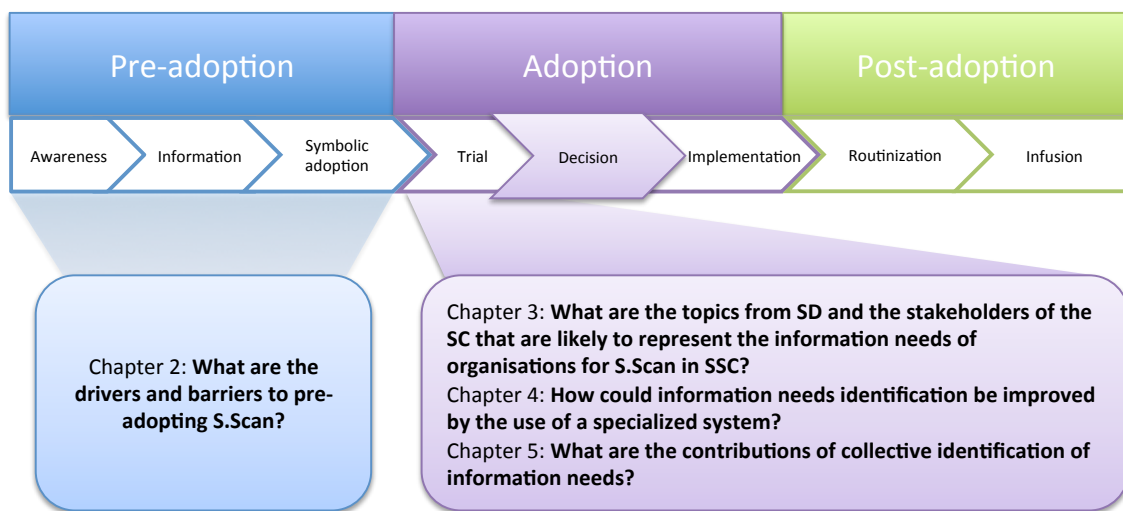 Pre-adoption
Adoption
Post-adoption
Awareness
Information
Symbolic
adoption
Trial
Decision
Implementation
Routinization
Infusion
Chapter 2: What are the
drivers and barriers to pre-
adopting S.Scan?
Chapter 3: What are the topics from SD and the stakeholders of the
SC that are likely to represent the information needs of
organisations for S.Scan in SSC?
Chapter 4: How could information needs identification be improved
by the use of a specialized system?
Chapter 5: What are the contributions of collective identification of
information needs?